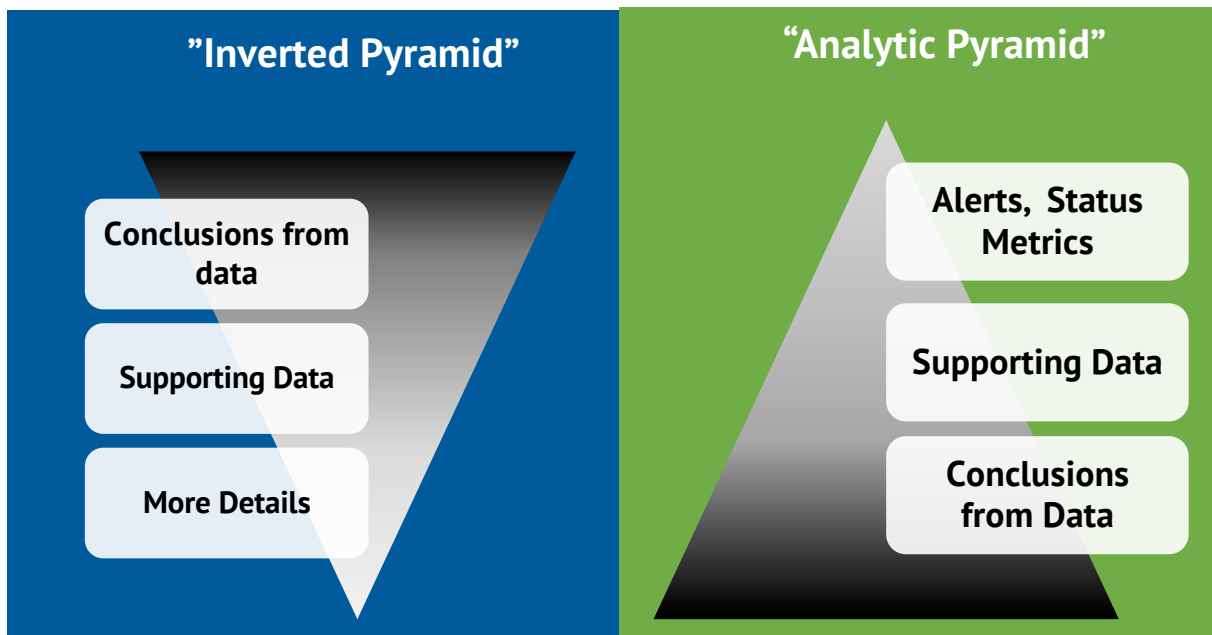 ”Inverted Pyramid”
Conclusions from
data
Supporting Data
More Details
“Analytic Pyramid”
Alerts, Status
Metrics
Supporting Data
Conclusions
from Data